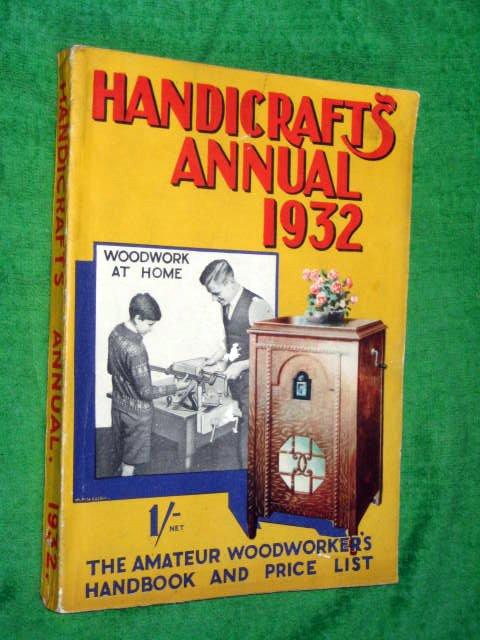 HANDICRAFTS
ANNUAL
1932
WOODWORK
AT HOME
1/-
NET
THE AMATEUR WOODWORKER'S
HANDBOOK AND PRICE LIST
HANDICRAFTS ANNUAL. 1932.